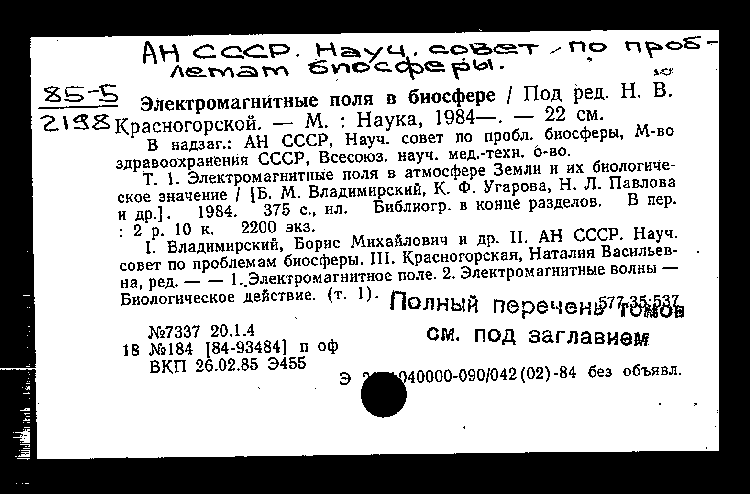 АН СССР. Науч. совет по проб-
лемам биосферы.
85-5
2198
Электромагнитные поля в биосфере / Под ред. Н. В.
Красногорской. — М. : Наука, 1984—. — 22 см.
В надзаг.: АН СССР, Науч. совет по пробл. биосферы, М-во
здравоохранения СССР, Всесоюз. науч. мед.-техн. о-во.
Т. 1. Электромагнитные поля в атмосфере Земли и их биологиче-
ское значение / [Б. М. Владимирский, К. Ф. Угарова, Н. Л. Павлова
и др.]. 1984. 375 с., ил. Библиогр. в конце разделов. В пер.
: 2 р. 10 к. 2200 экз.
I. Владимирский, Борис Михайлович и др. II. АН СССР. Науч.
совет по проблемам биосферы. III. Красногорская, Наталия Васильев-
на, ред. — — 1. Электромагнитное поле. 2. Электромагнитные волны —
Биологическое действие. (т. 1).
577.35:537
Полный перечень томов
см. под заглавием
№7337 20.1.4
18 №184 [84-93484] п оф
ВКП 26.02.85 Э455
Э 040000-090/042 (02)-84 без объявл.